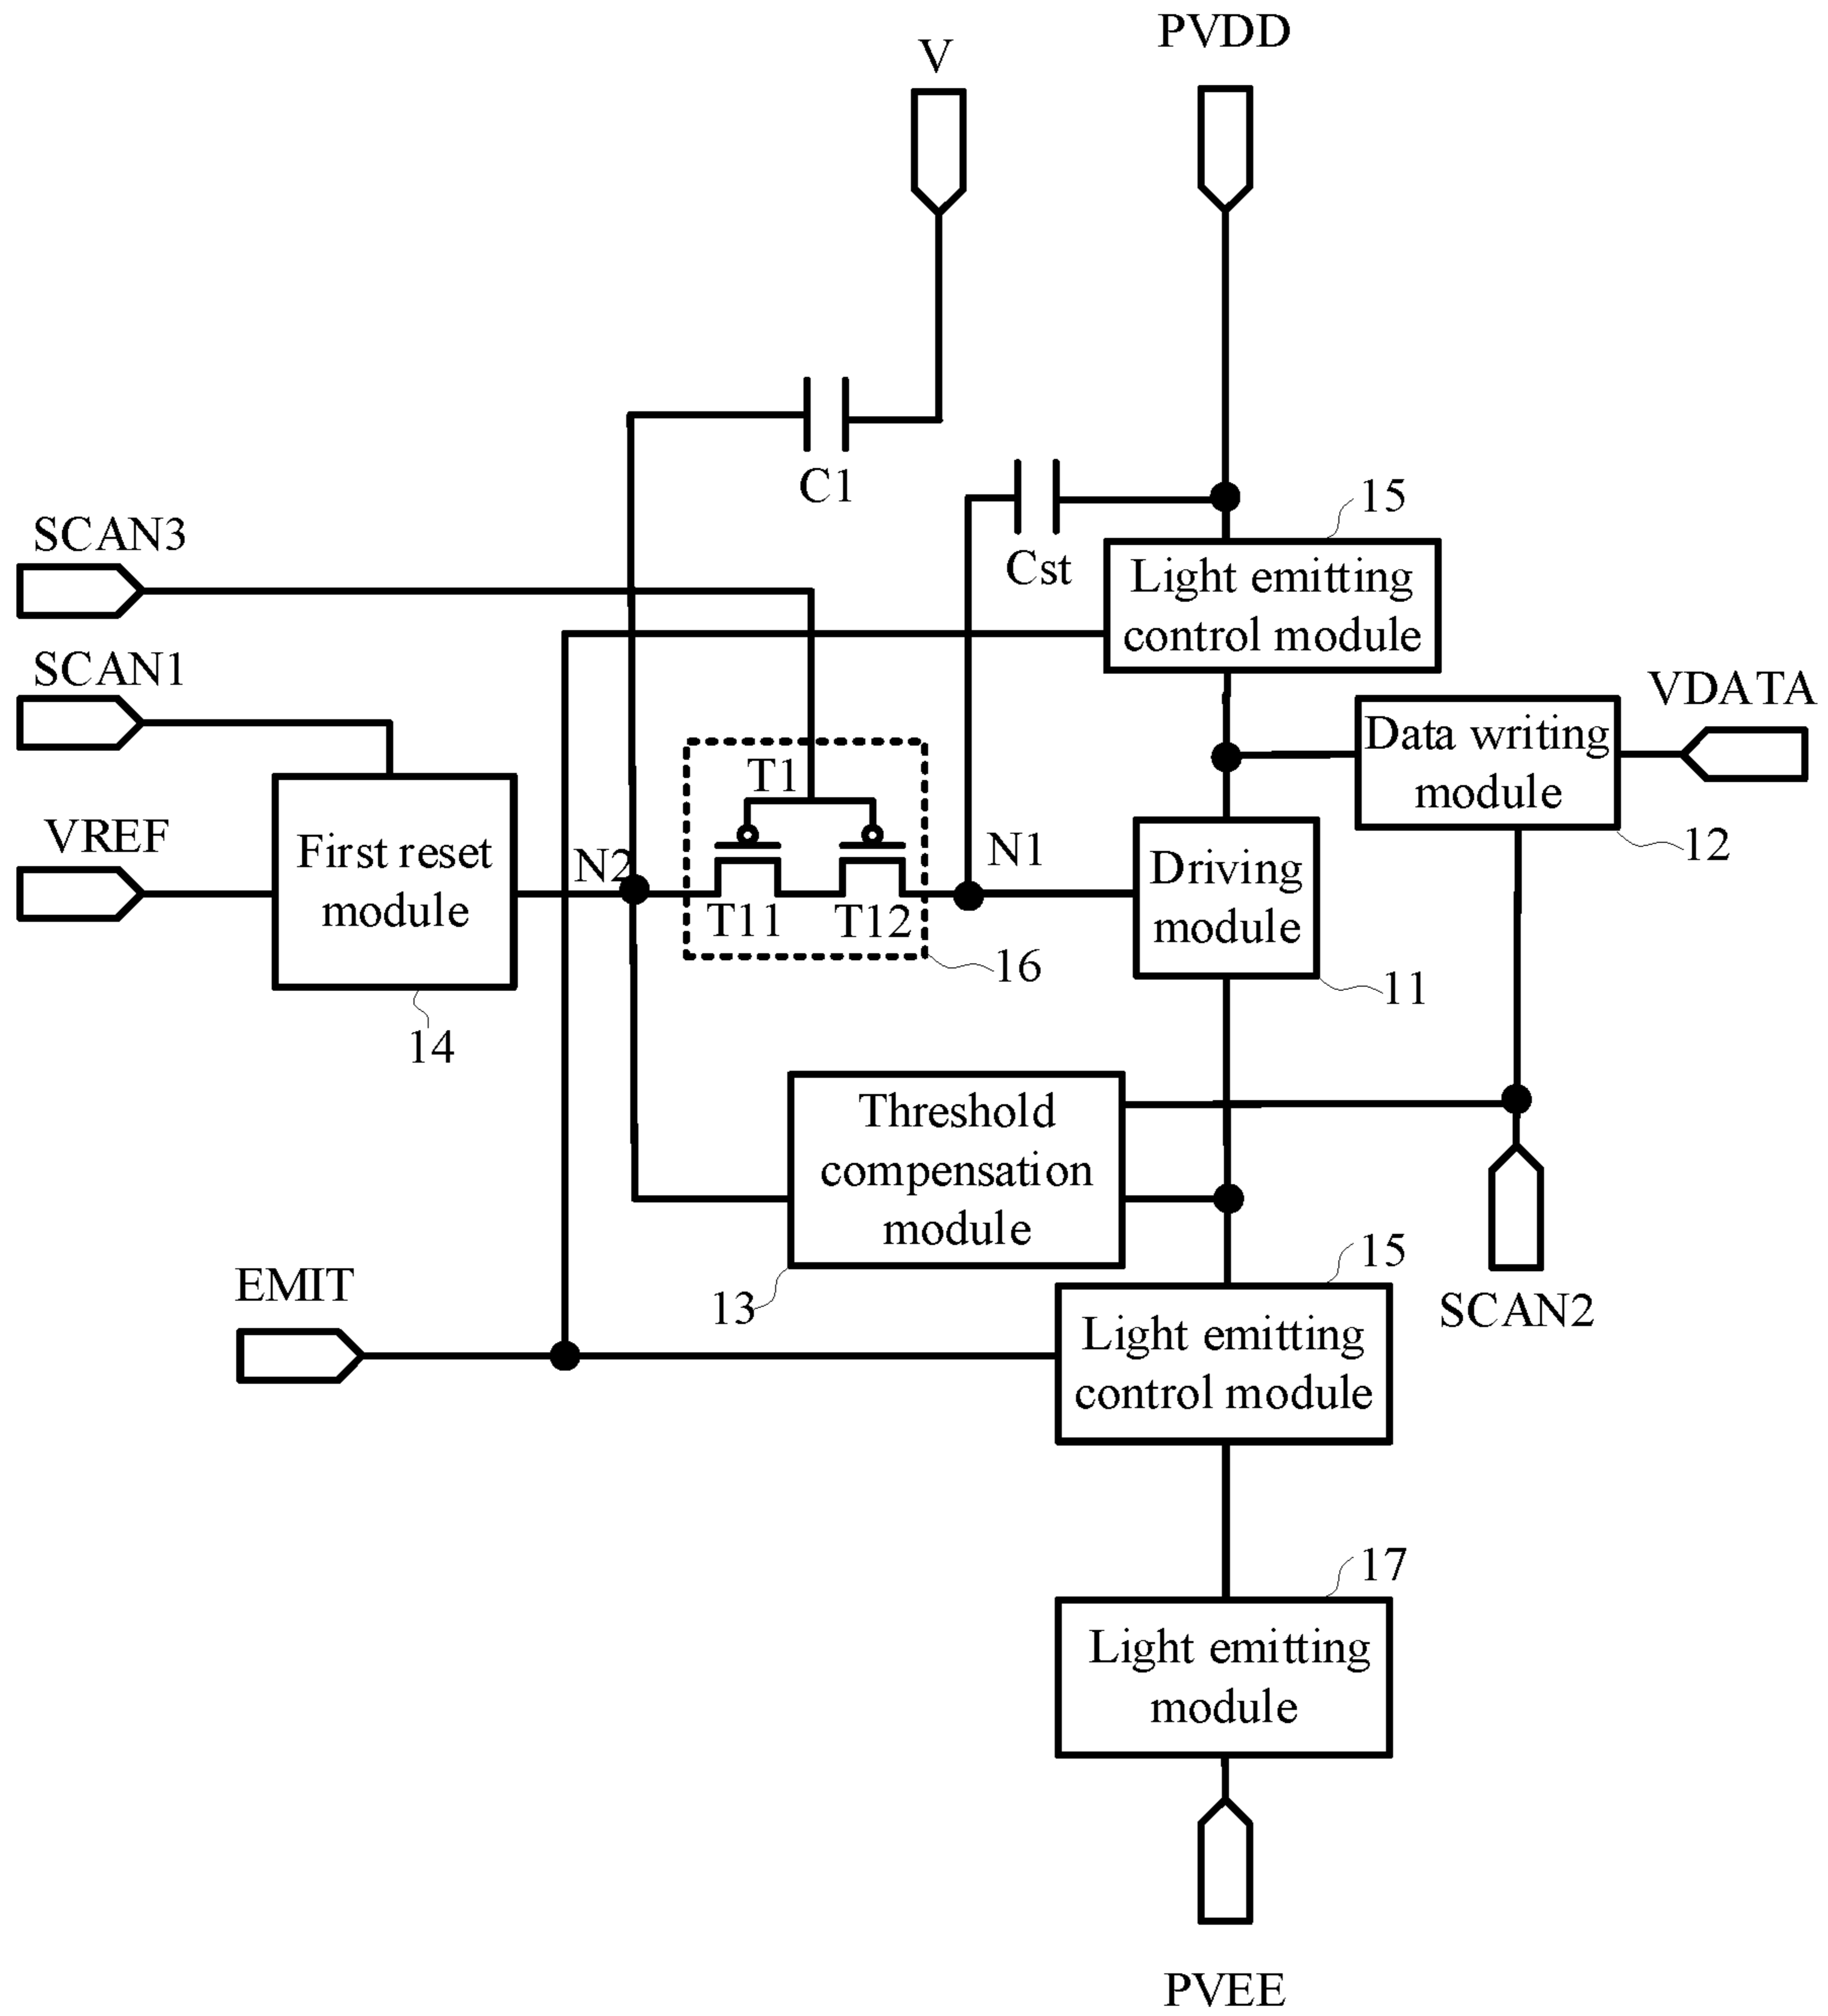 PVDD
V
C1
15
SCAN3
Cst
Light emitting
control module
SCAN1
VDATA
Data writing
module
T1
VREF
First reset
module
N2
N1
12
Driving
module
T11
T12
16
11
14
Threshold
compensation
module
15
EMIT
13
SCAN2
Light emitting
control module
17
Light emitting
module
PVEE